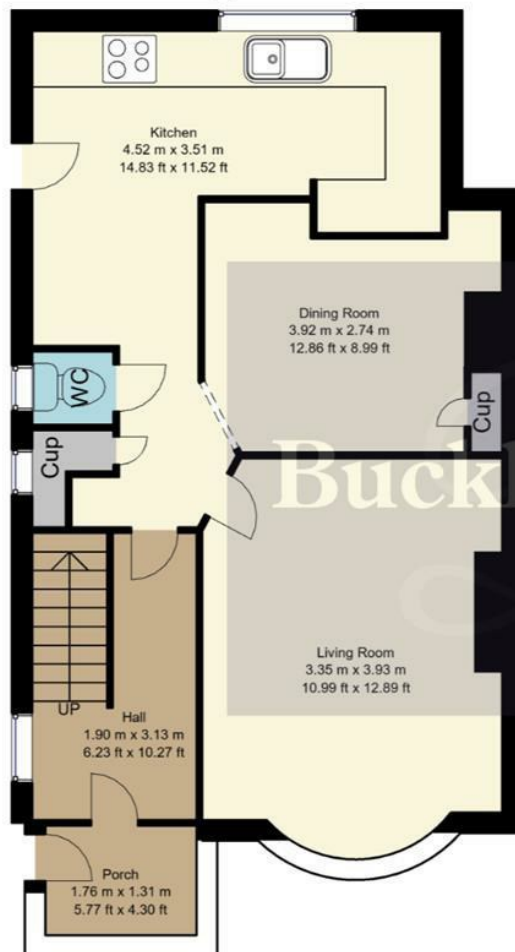 Kitchen
4.52 m x 3.51 m
14.83 ft x 11.52 ft
Dining Room
3.92 m x 2.74 m
12.86 ft x 8.99 ft
WC
Cup
Cup
Buckl
Living Room
3.35 m x 3.93 m
10.99 ft x 12.89 ft
UP
Hall
1.90 m x 3.13 m
6.23 ft x 10.27 ft
Porch
1.76 m x 1.31 m
5.77 ft x 4.30 ft